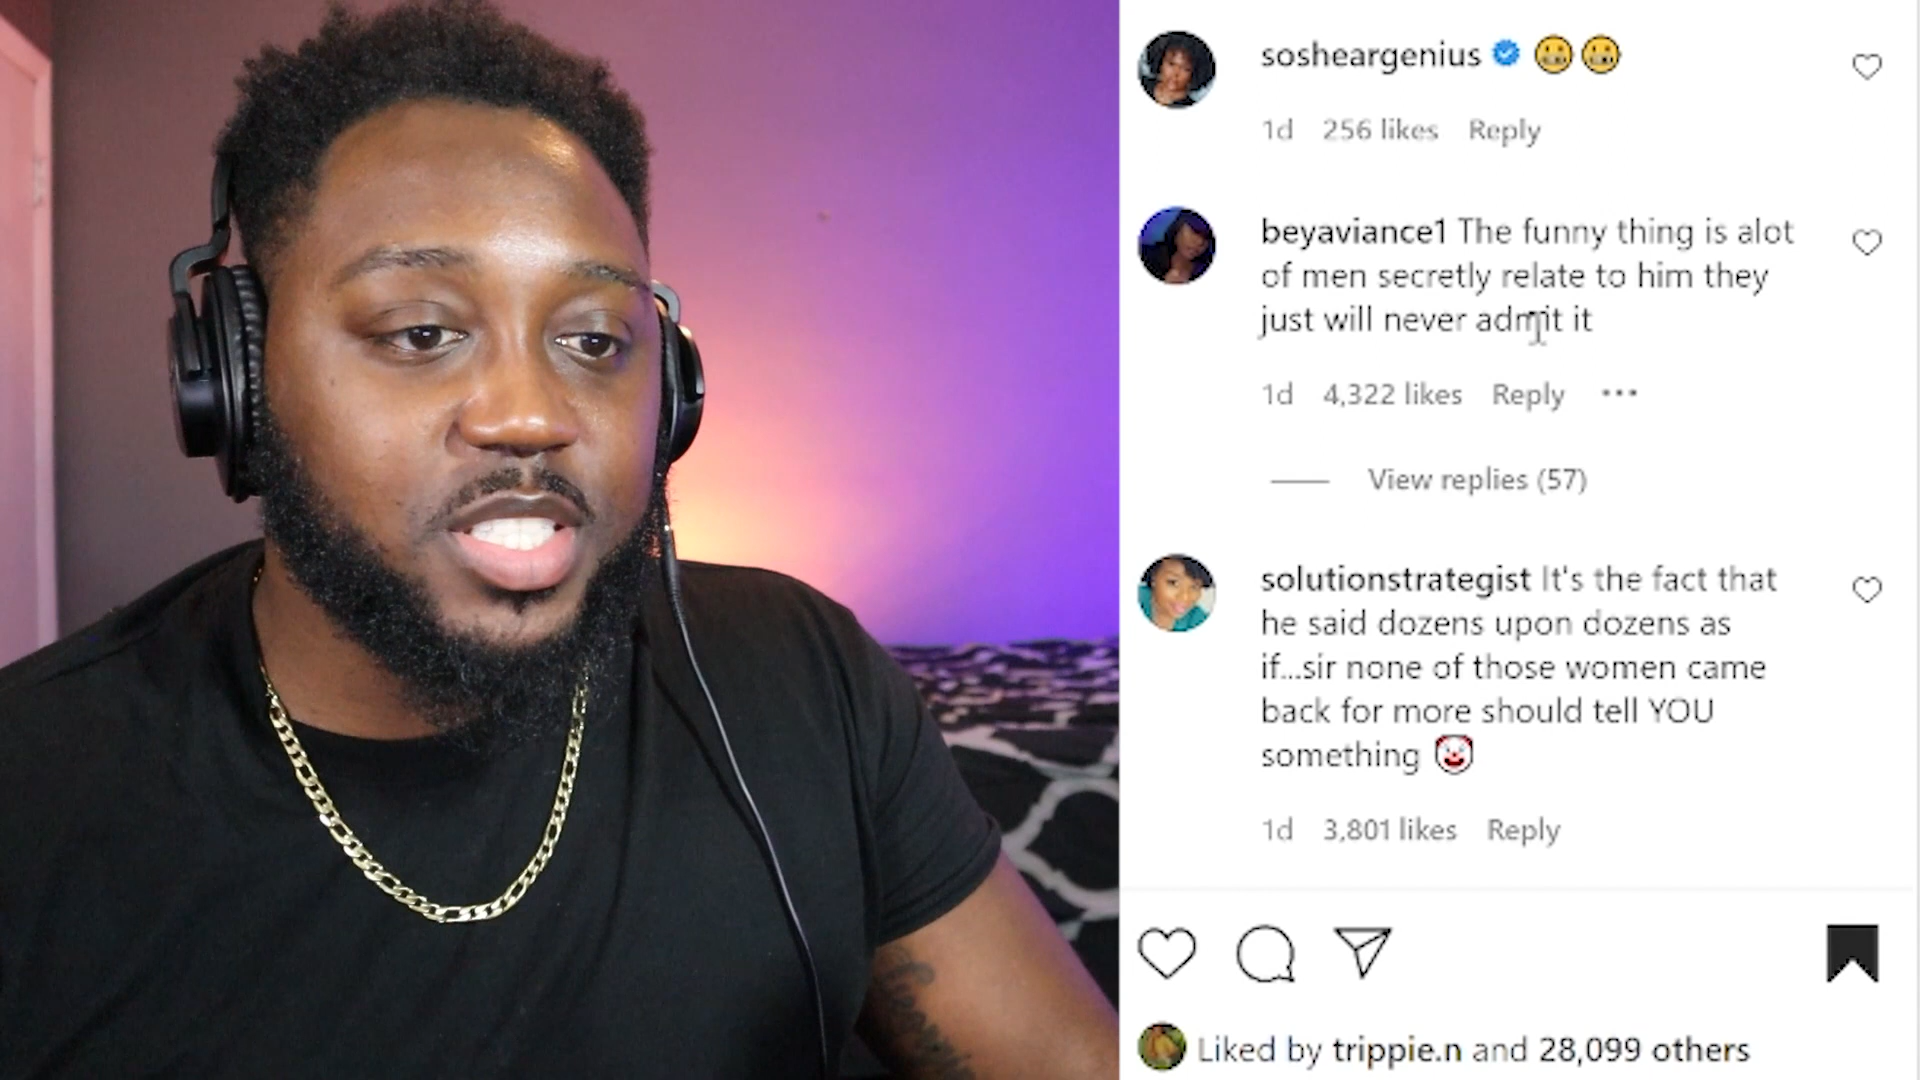 sosheargenius
1d 256 likes Reply
beyaviance1 The funny thing is alot
of men secretly relate to him they
just will never admit it
1d 4,322 likes Reply
View replies (57)
solutionstrategist It's the fact that
he said dozens upon dozens as
if...sir none of those women came
back for more should tell YOU
something
1d 3,801 likes Reply
Liked by trippie.n and 28,099 others